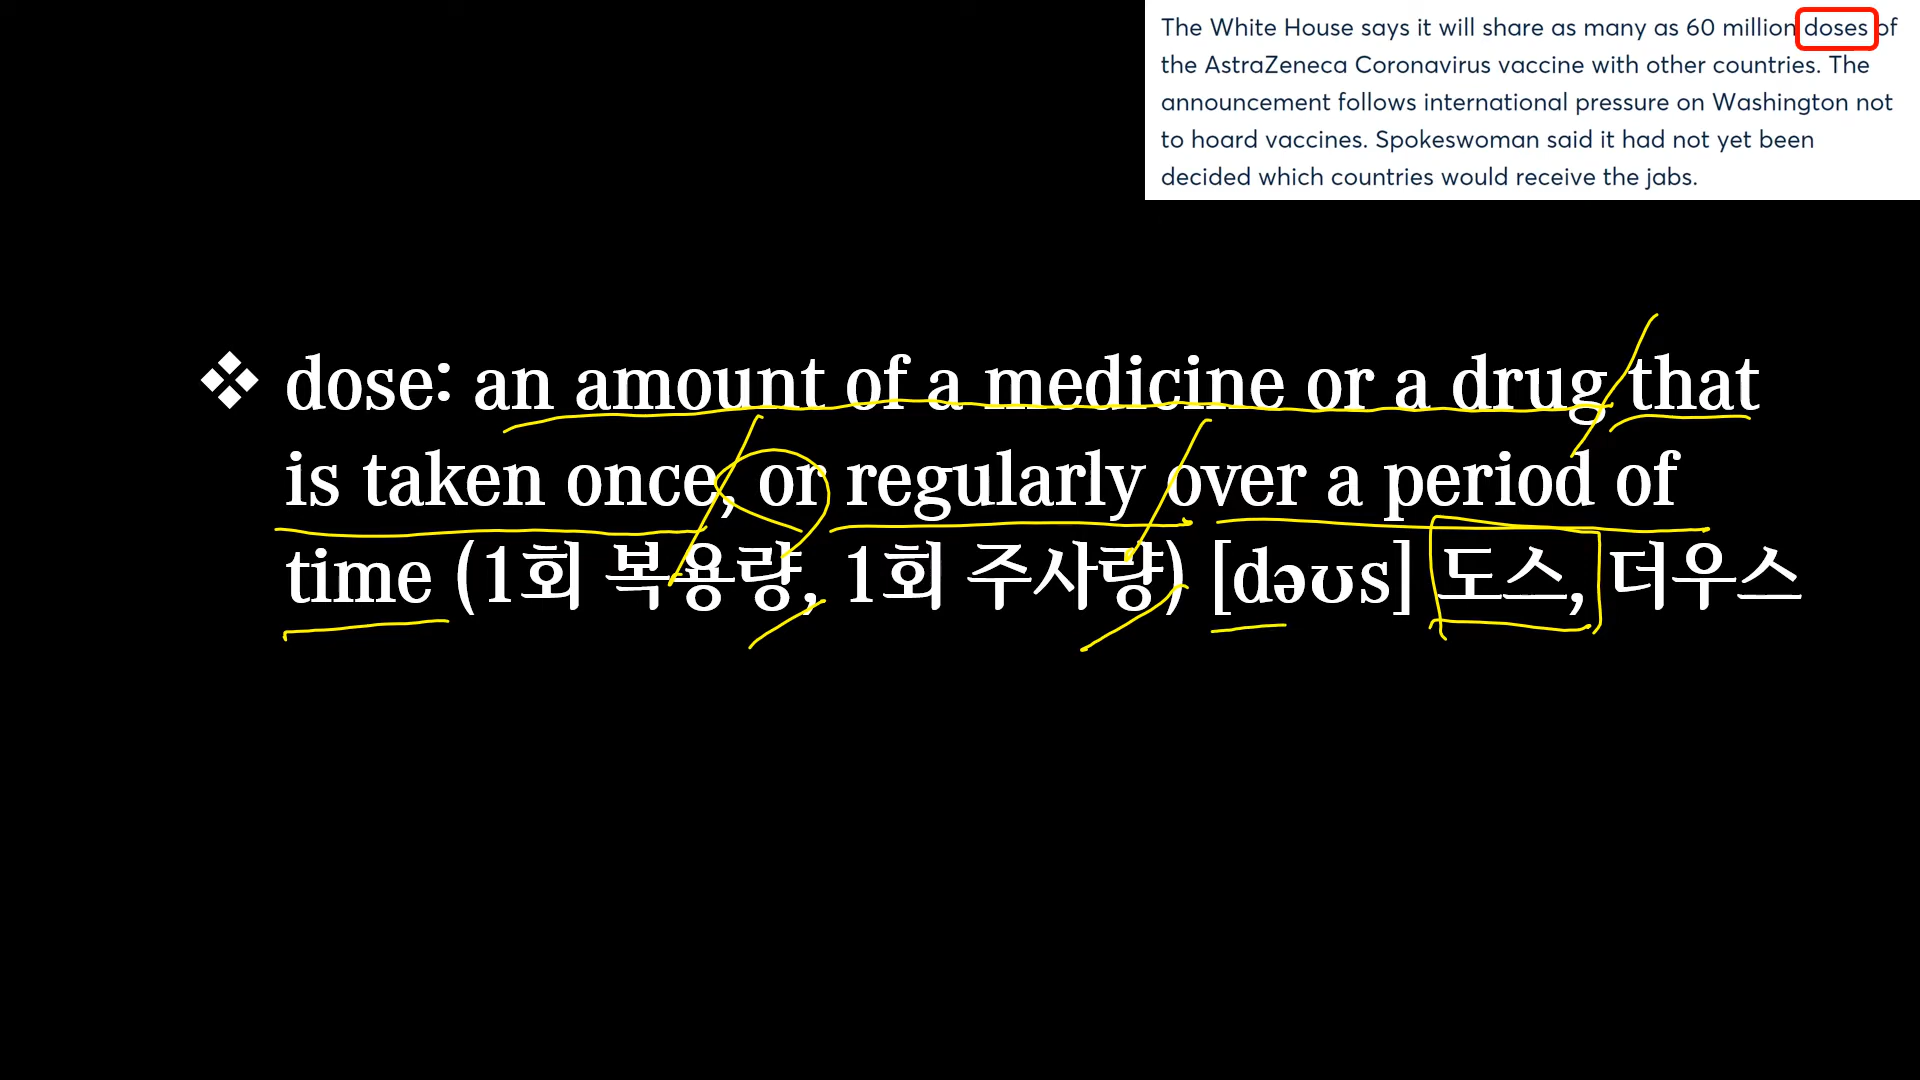 The White House says it will share as many as 60 million doses of
the AstraZeneca Coronavirus vaccine with other countries. The
announcement follows international pressure on Washington not
to hoard vaccines. Spokeswoman said it had not yet been
decided which countries would receive the jabs.
❖ dose: an amount of a medicine or a drug that
is taken once, or regularly over a period of
time (1회 복용량, 1회 주사량) [dəʊs] 도스, 더우스